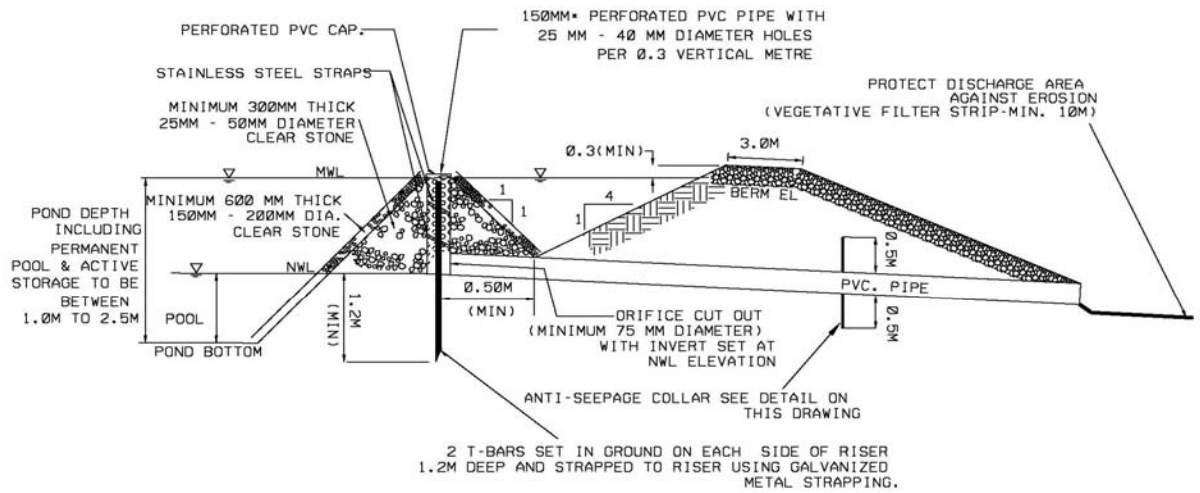 150MM* PERFORATED PVC PIPE WITH
25 MM - 40 MM DIAMETER HOLES
PER 0.3 VERTICAL METRE
PERFORATED PVC CAP.
STAINLESS STEEL STRAPS
MINIMUM 300MM THICK
25MM - 50MM DIAMETER
CLEAR STONE
PROTECT DISCHARGE AREA
AGAINST EROSION
(VEGETATIVE FILTER STRIP-MIN. 10M)
3.0M
0.3(MIN)
MWL
BERM EL
MINIMUM 600 MM THICK
150MM - 200MM DIA.
CLEAR STONE
1
1
4
1
POND DEPTH
INCLUDING
PERMANENT
POOL & ACTIVE
STORAGE TO BE
BETWEEN
1.0M TO 2.5M
NWL
POOL
POND BOTTOM
1.2M
(MIN)
0.50M
(MIN)
0.5M
PVC. PIPE
0.5M
ORIFICE CUT OUT
(MINIMUM 75 MM DIAMETER)
WITH INVERT SET AT
NWL ELEVATION
ANTI-SEEPAGE COLLAR SEE DETAIL ON
THIS DRAWING
2 T-BARS SET IN GROUND ON EACH SIDE OF RISER
1.2M DEEP AND STRAPPED TO RISER USING GALVANIZED
METAL STRAPPING.